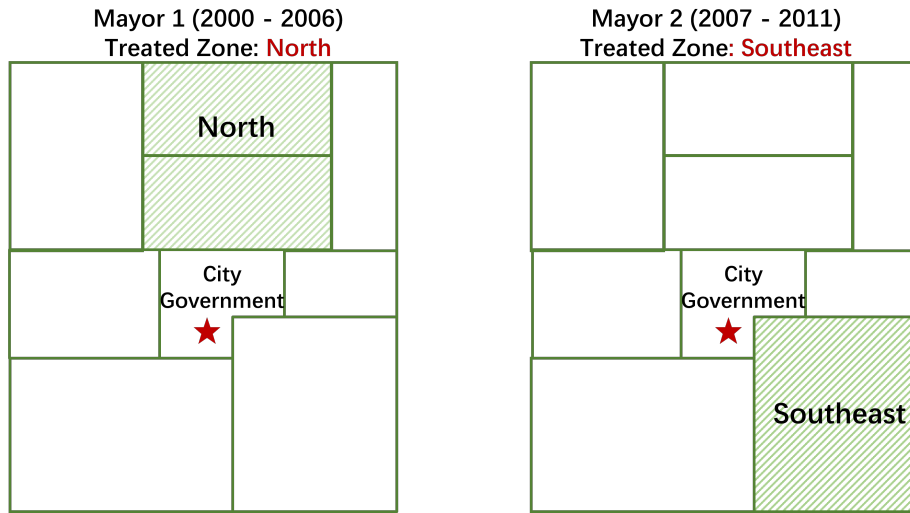 Mayor 1 (2000 - 2006)
Treated Zone: North
North
City
Government
Mayor 2 (2007 - 2011)
Treated Zone: Southeast
City
Government
Southeast